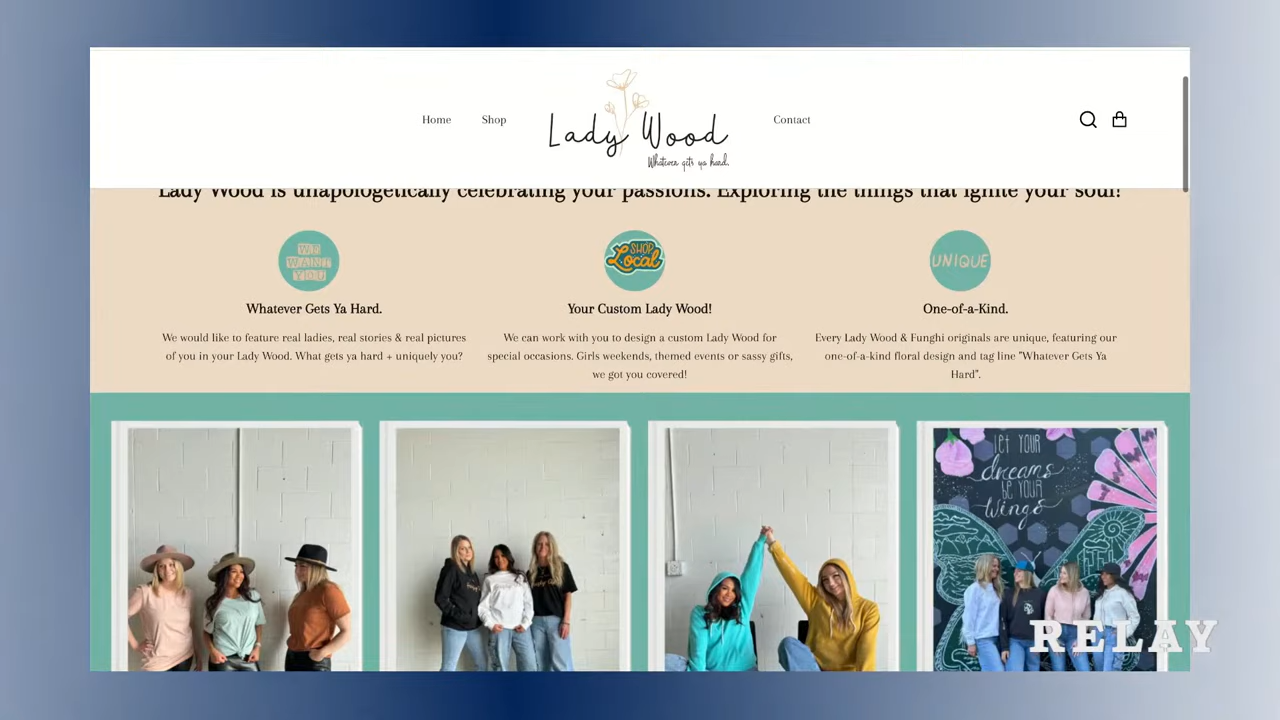 Home
Shop
Lady Wood
Whatever gets ya hard.
Contact
Lady Wood is unapologetically celebrating your passions. Exploring the things that ignite your soul!
WE
WANT
YOU
SHOP
Local
UNIQUE
Whatever Gets Ya Hard.
We would like to feature real ladies, real stories & real pictures
of you in your Lady Wood. What gets ya hard + uniquely you?
Your Custom Lady Wood!
We can work with you to design a custom Lady Wood for
special occasions. Girls weekends, themed events or sassy gifts,
we got you covered!
One-of-a-Kind.
Every Lady Wood & Funghi originals are unique, featuring our
one-of-a-kind floral design and tag line "Whatever Gets Ya
Hard".
let YOUR
dreams
be YOUR
wings
RELAY